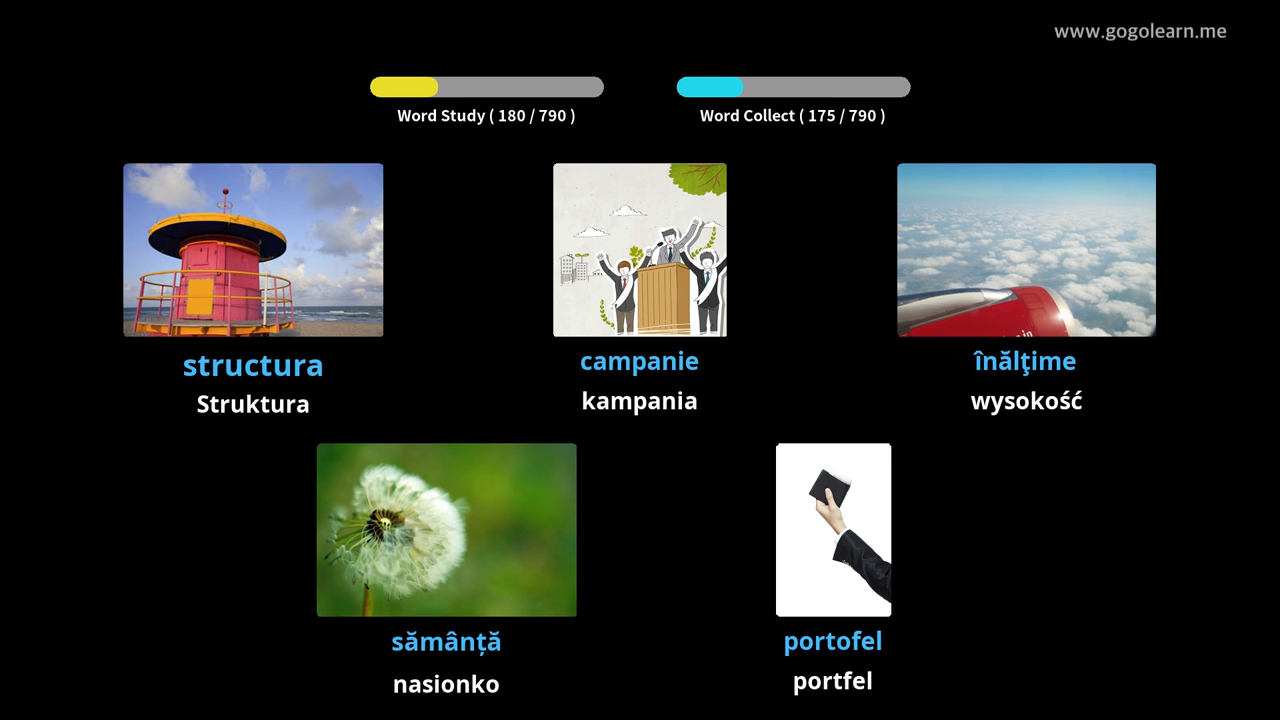 www.gogolearn.me
Word Study ( 180 / 790 )
Word Collect ( 175 / 790 )
structura
Struktura
campanie
kampania
înălţime
wysokość
sămânță
nasionko
portofel
portfel